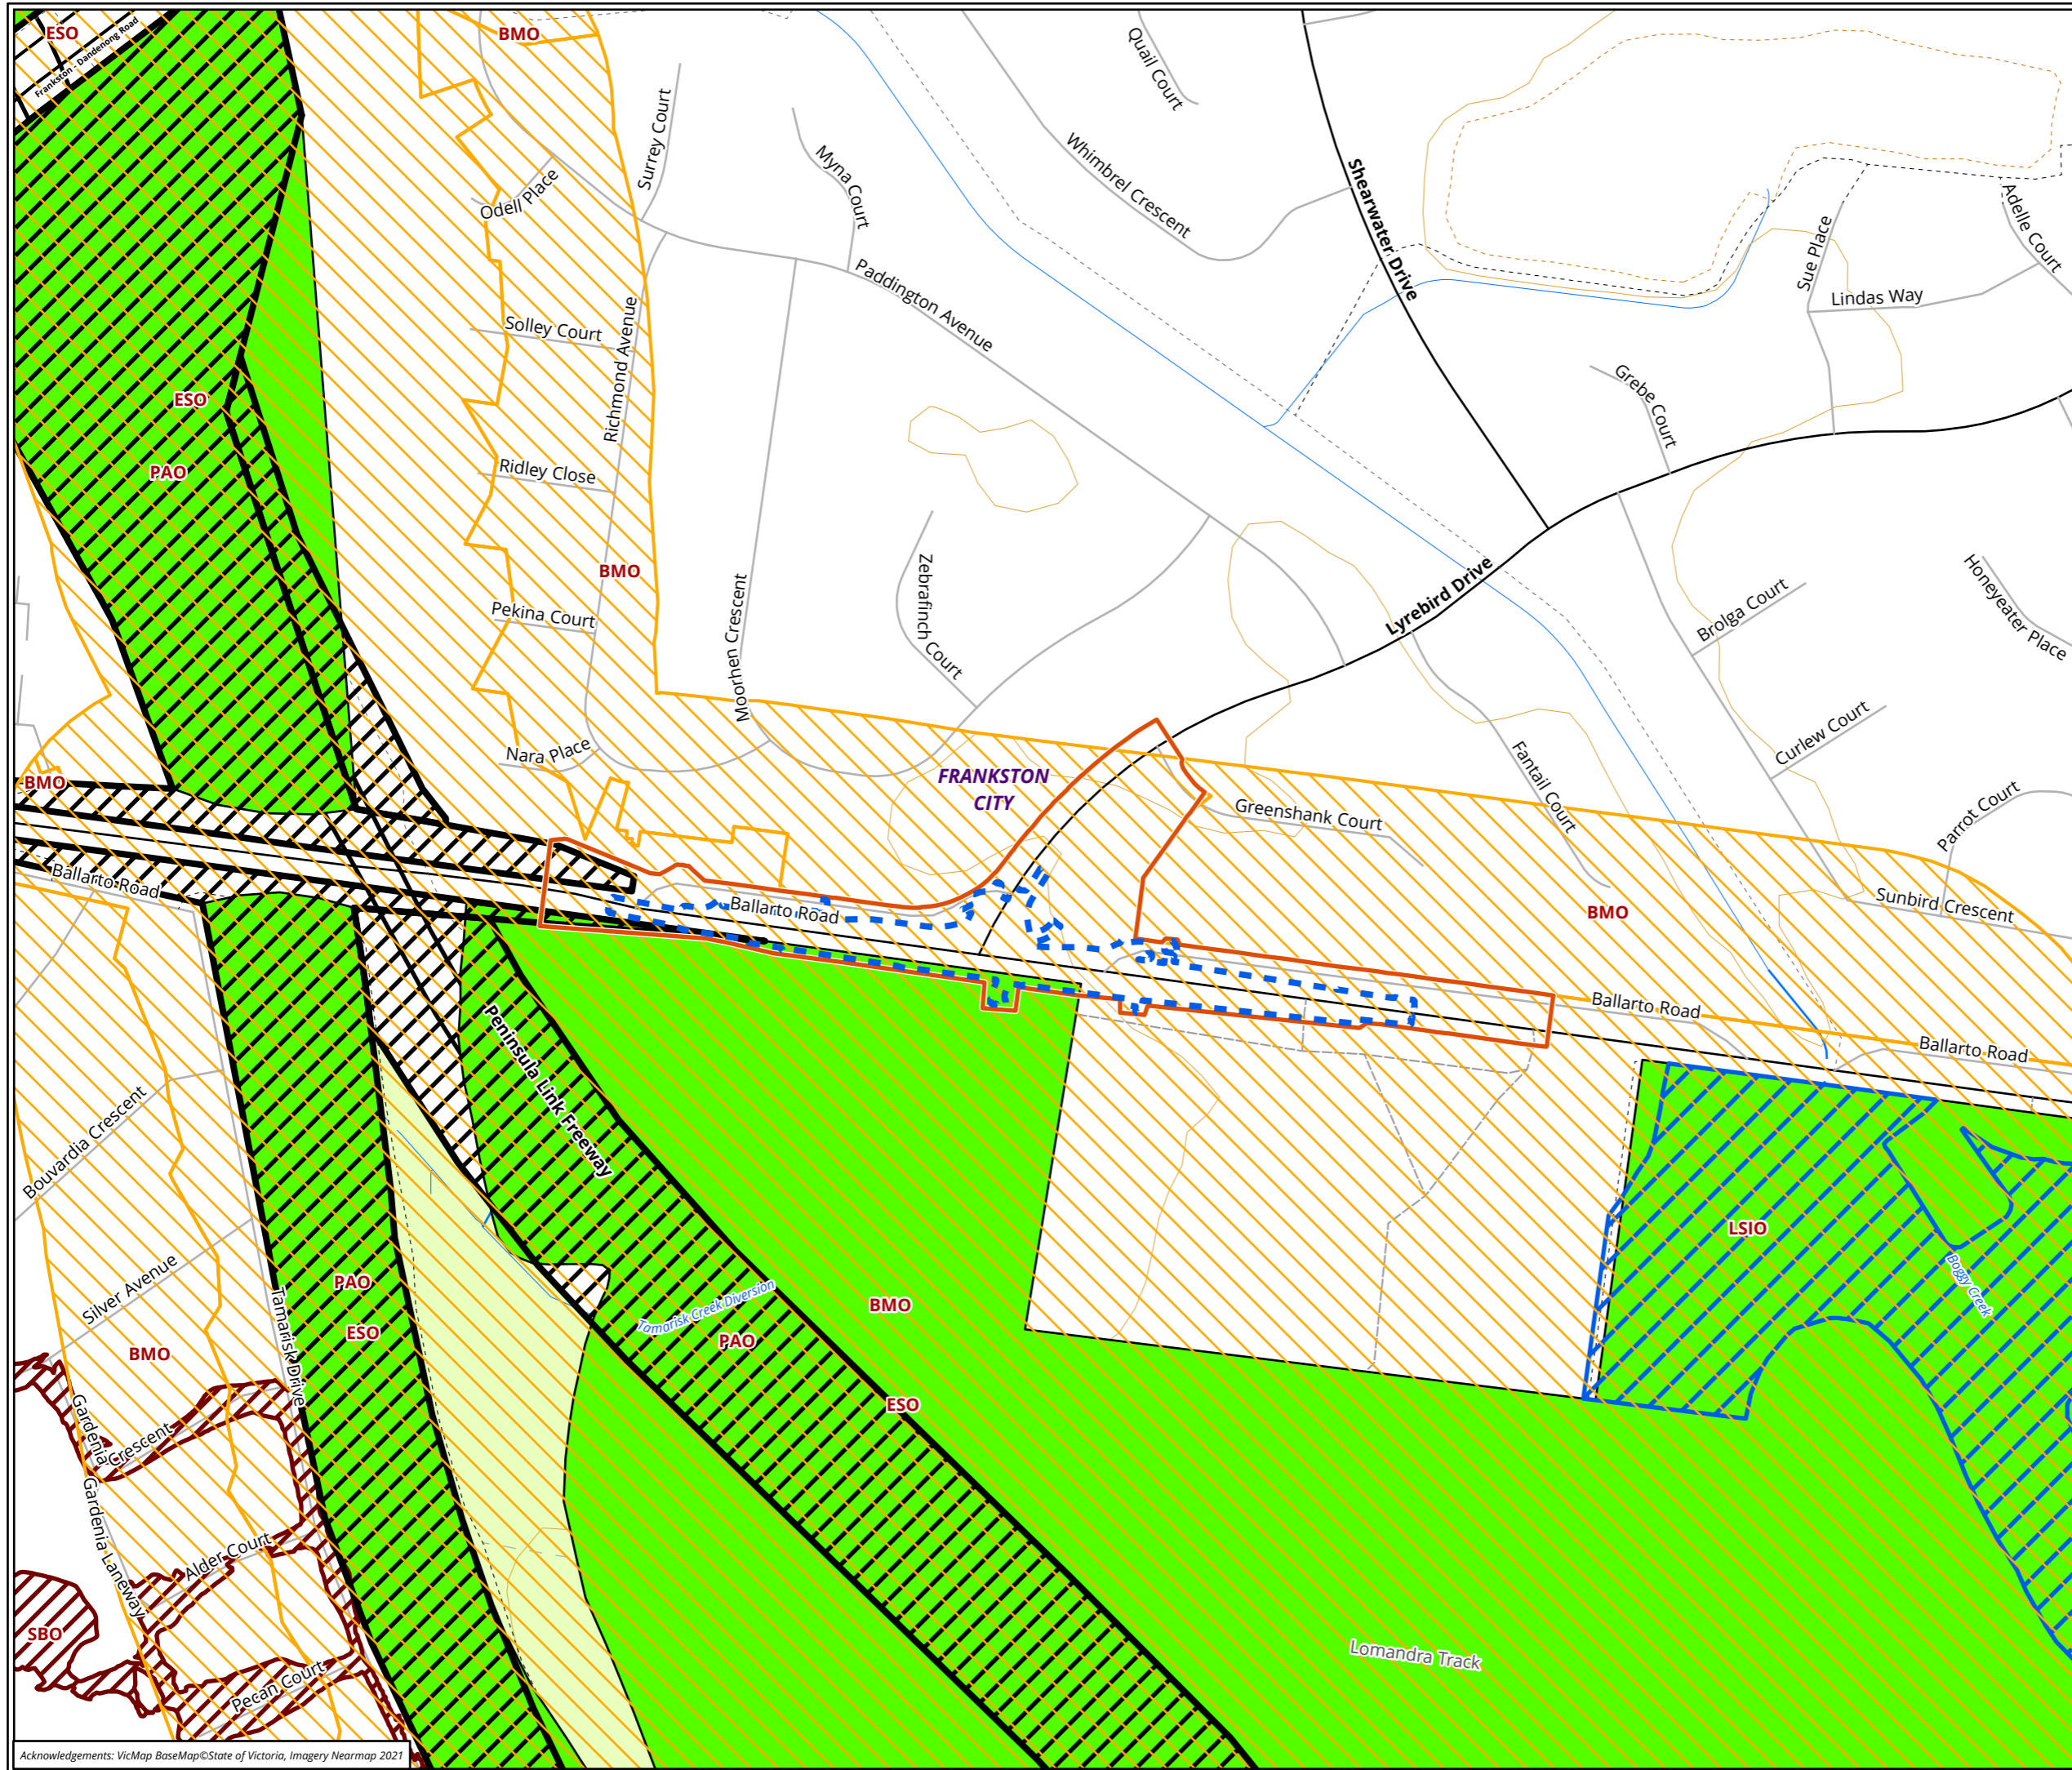 ESO
Frankston - Dandenong Road
BMO
Quail Court
Surrey Court
Myna Court
Whimbrel Crescent
Shearwater Drive
Odell Place
Sue Place
Adelle Court
Lindas Way
Paddington Avenue
Solley Court
Richmond Avenue
ESO
PAO
Ridley Close
Grebe Court
BMO
Pekina Court
Moorhen Crescent
Zebrafinch Court
Lyrebird Drive
Brolga Court
Honeyeater Place
Nara Place
FRANKSTON
CITY
Curlew Court
Fantail Court
BMO
Greenshank Court
Parrot Court
Ballarto Road
Ballarto Road
BMO
Sunbird Crescent
Ballarto Road
Ballarto Road
Peninsula Link Freeway
Bouvardia Crescent
LSIO
Boggy Creek
Silver Avenue
PAO
ESO
Tamarisk Drive
BMO
Tamarisk Creek Diversion
PAO
BMO
ESO
Gardenia
Crescent
Gardenia Laneway
Alder Court
SBO
Pecan Court
Lomandra Track
Acknowledgements: VicMap BaseMap©State of Victoria, Imagery Nearmap 2021